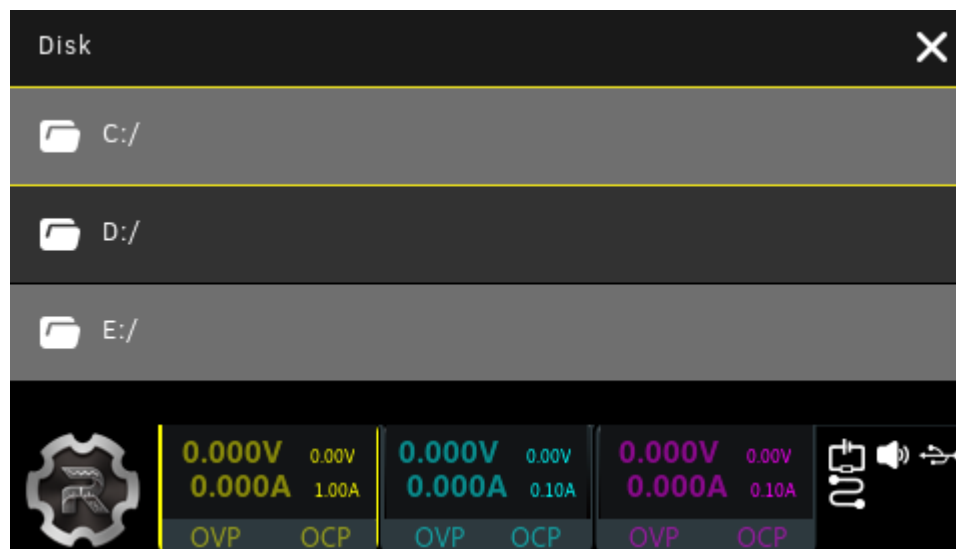 Disk
C:/
D:/
E:/
0.000V 0.00V 0.000V 0.00V 0.000V 0.00V
0.000A 1.00A 0.000A 0.10A 0.000A 0.10A
OVP OCP OVP OCP OVP OCP